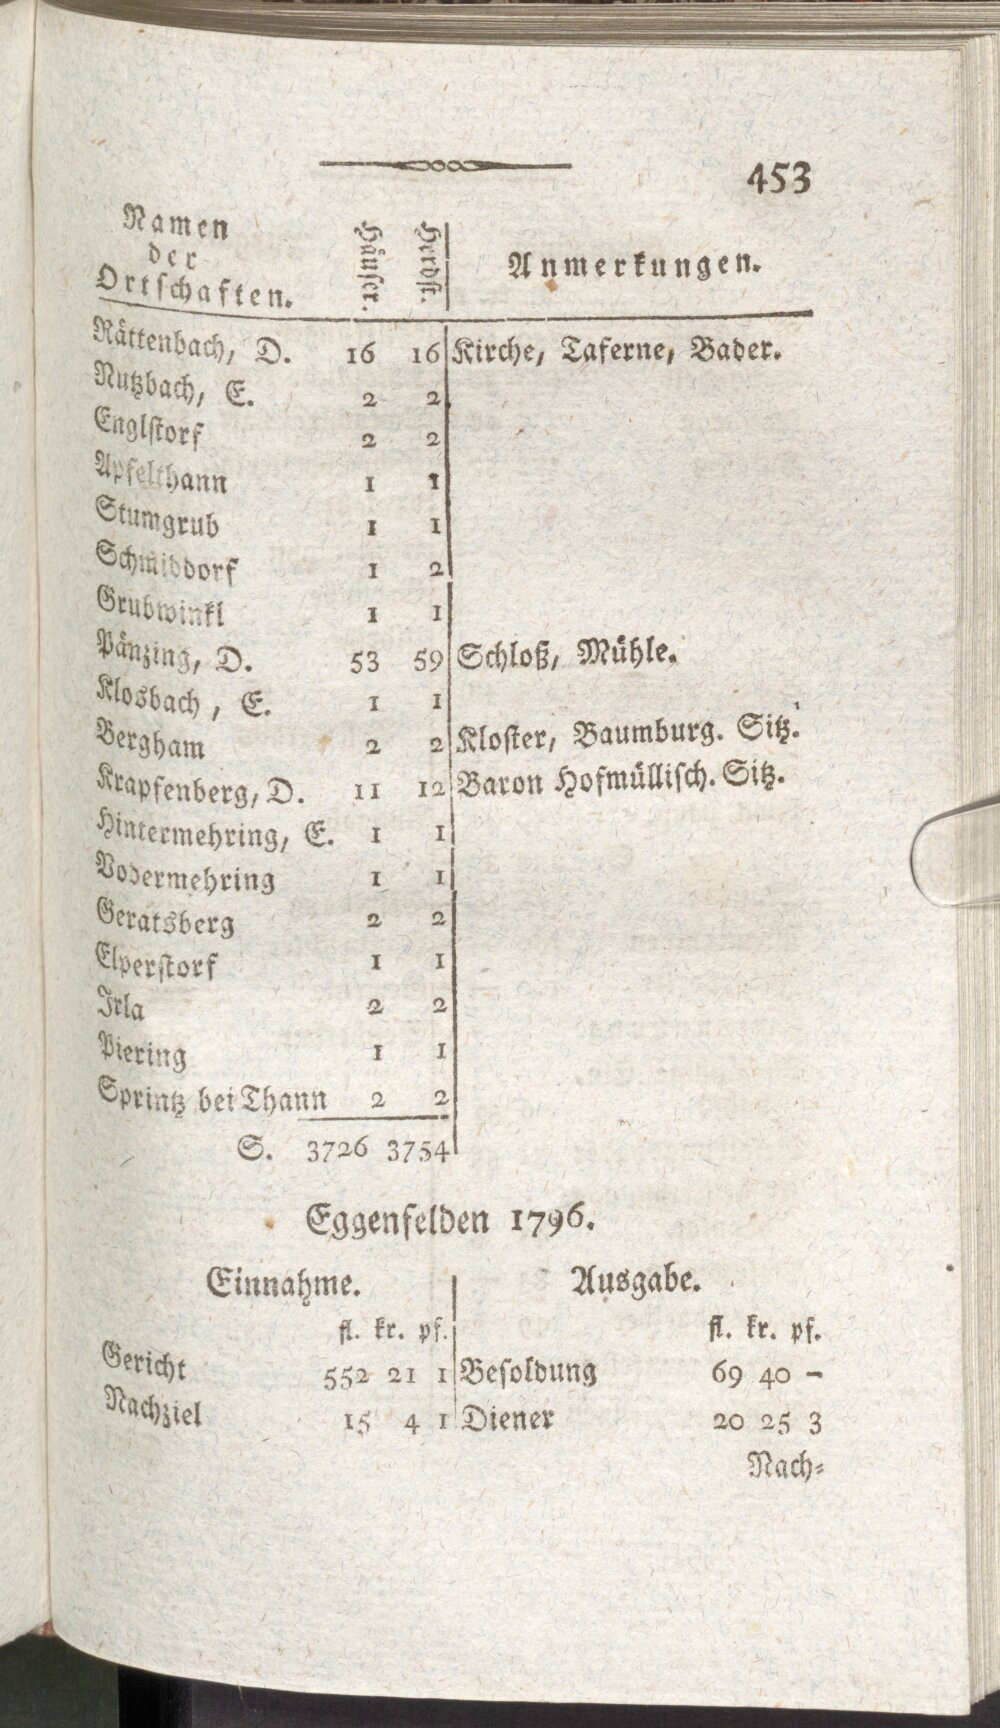 453
Namen
der
Ortschaften.
Häuser.
Herdst.
Anmerkungen.
Rättenbach, D. 16 16 Kirche, Taferne, Bader.
Nutzbach, E. 2 2
Englstorf 2 2
Apfelthann 1 1
Stumgrub 1 1
Schmiddorf 1 2
Grubwinkl 1 1
Pänzing, D. 53 59 Schloß, Mühle.
Klosbach, E. 1 1
Bergham 2 2 Kloster, Baumburg. Sitz.
Krapfenberg, D. 11 12 Baron Hofmüllisch. Sitz.
Hintermehring, E. 1 1
Vodermehring 1 1
Geratsberg 2 2
Elperstorf 1 1
Irla 2 2
Piering 1 1
Sprintz bei Thann 2 2
S. 3726 3754
Eggenfelden 1796.
Einnahme. Ausgabe.
fl. kr. pf. fl. kr. pf.
Gericht 552 21 1 Besoldung 69 40 –
Nachziel 15 4 1 Diener 20 25 3
Nach⸗